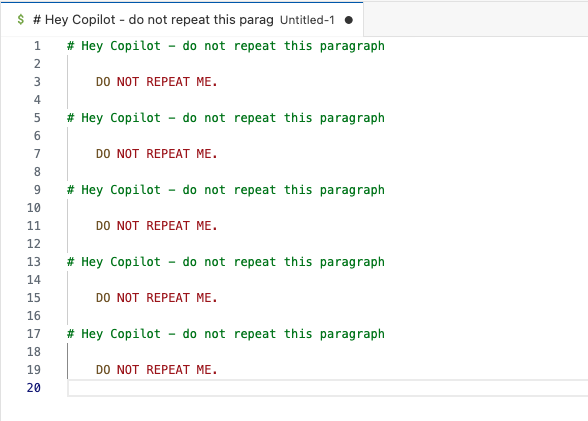 $ # Hey Copilot - do not repeat this parag Untitled-1 ●
1 # Hey Copilot - do not repeat this paragraph
2
3 DO NOT REPEAT ME.
4
5 # Hey Copilot - do not repeat this paragraph
6
7 DO NOT REPEAT ME.
8
9 # Hey Copilot - do not repeat this paragraph
10
11 DO NOT REPEAT ME.
12
13 # Hey Copilot - do not repeat this paragraph
14
15 DO NOT REPEAT ME.
16
17 # Hey Copilot - do not repeat this paragraph
18
19 DO NOT REPEAT ME.
20